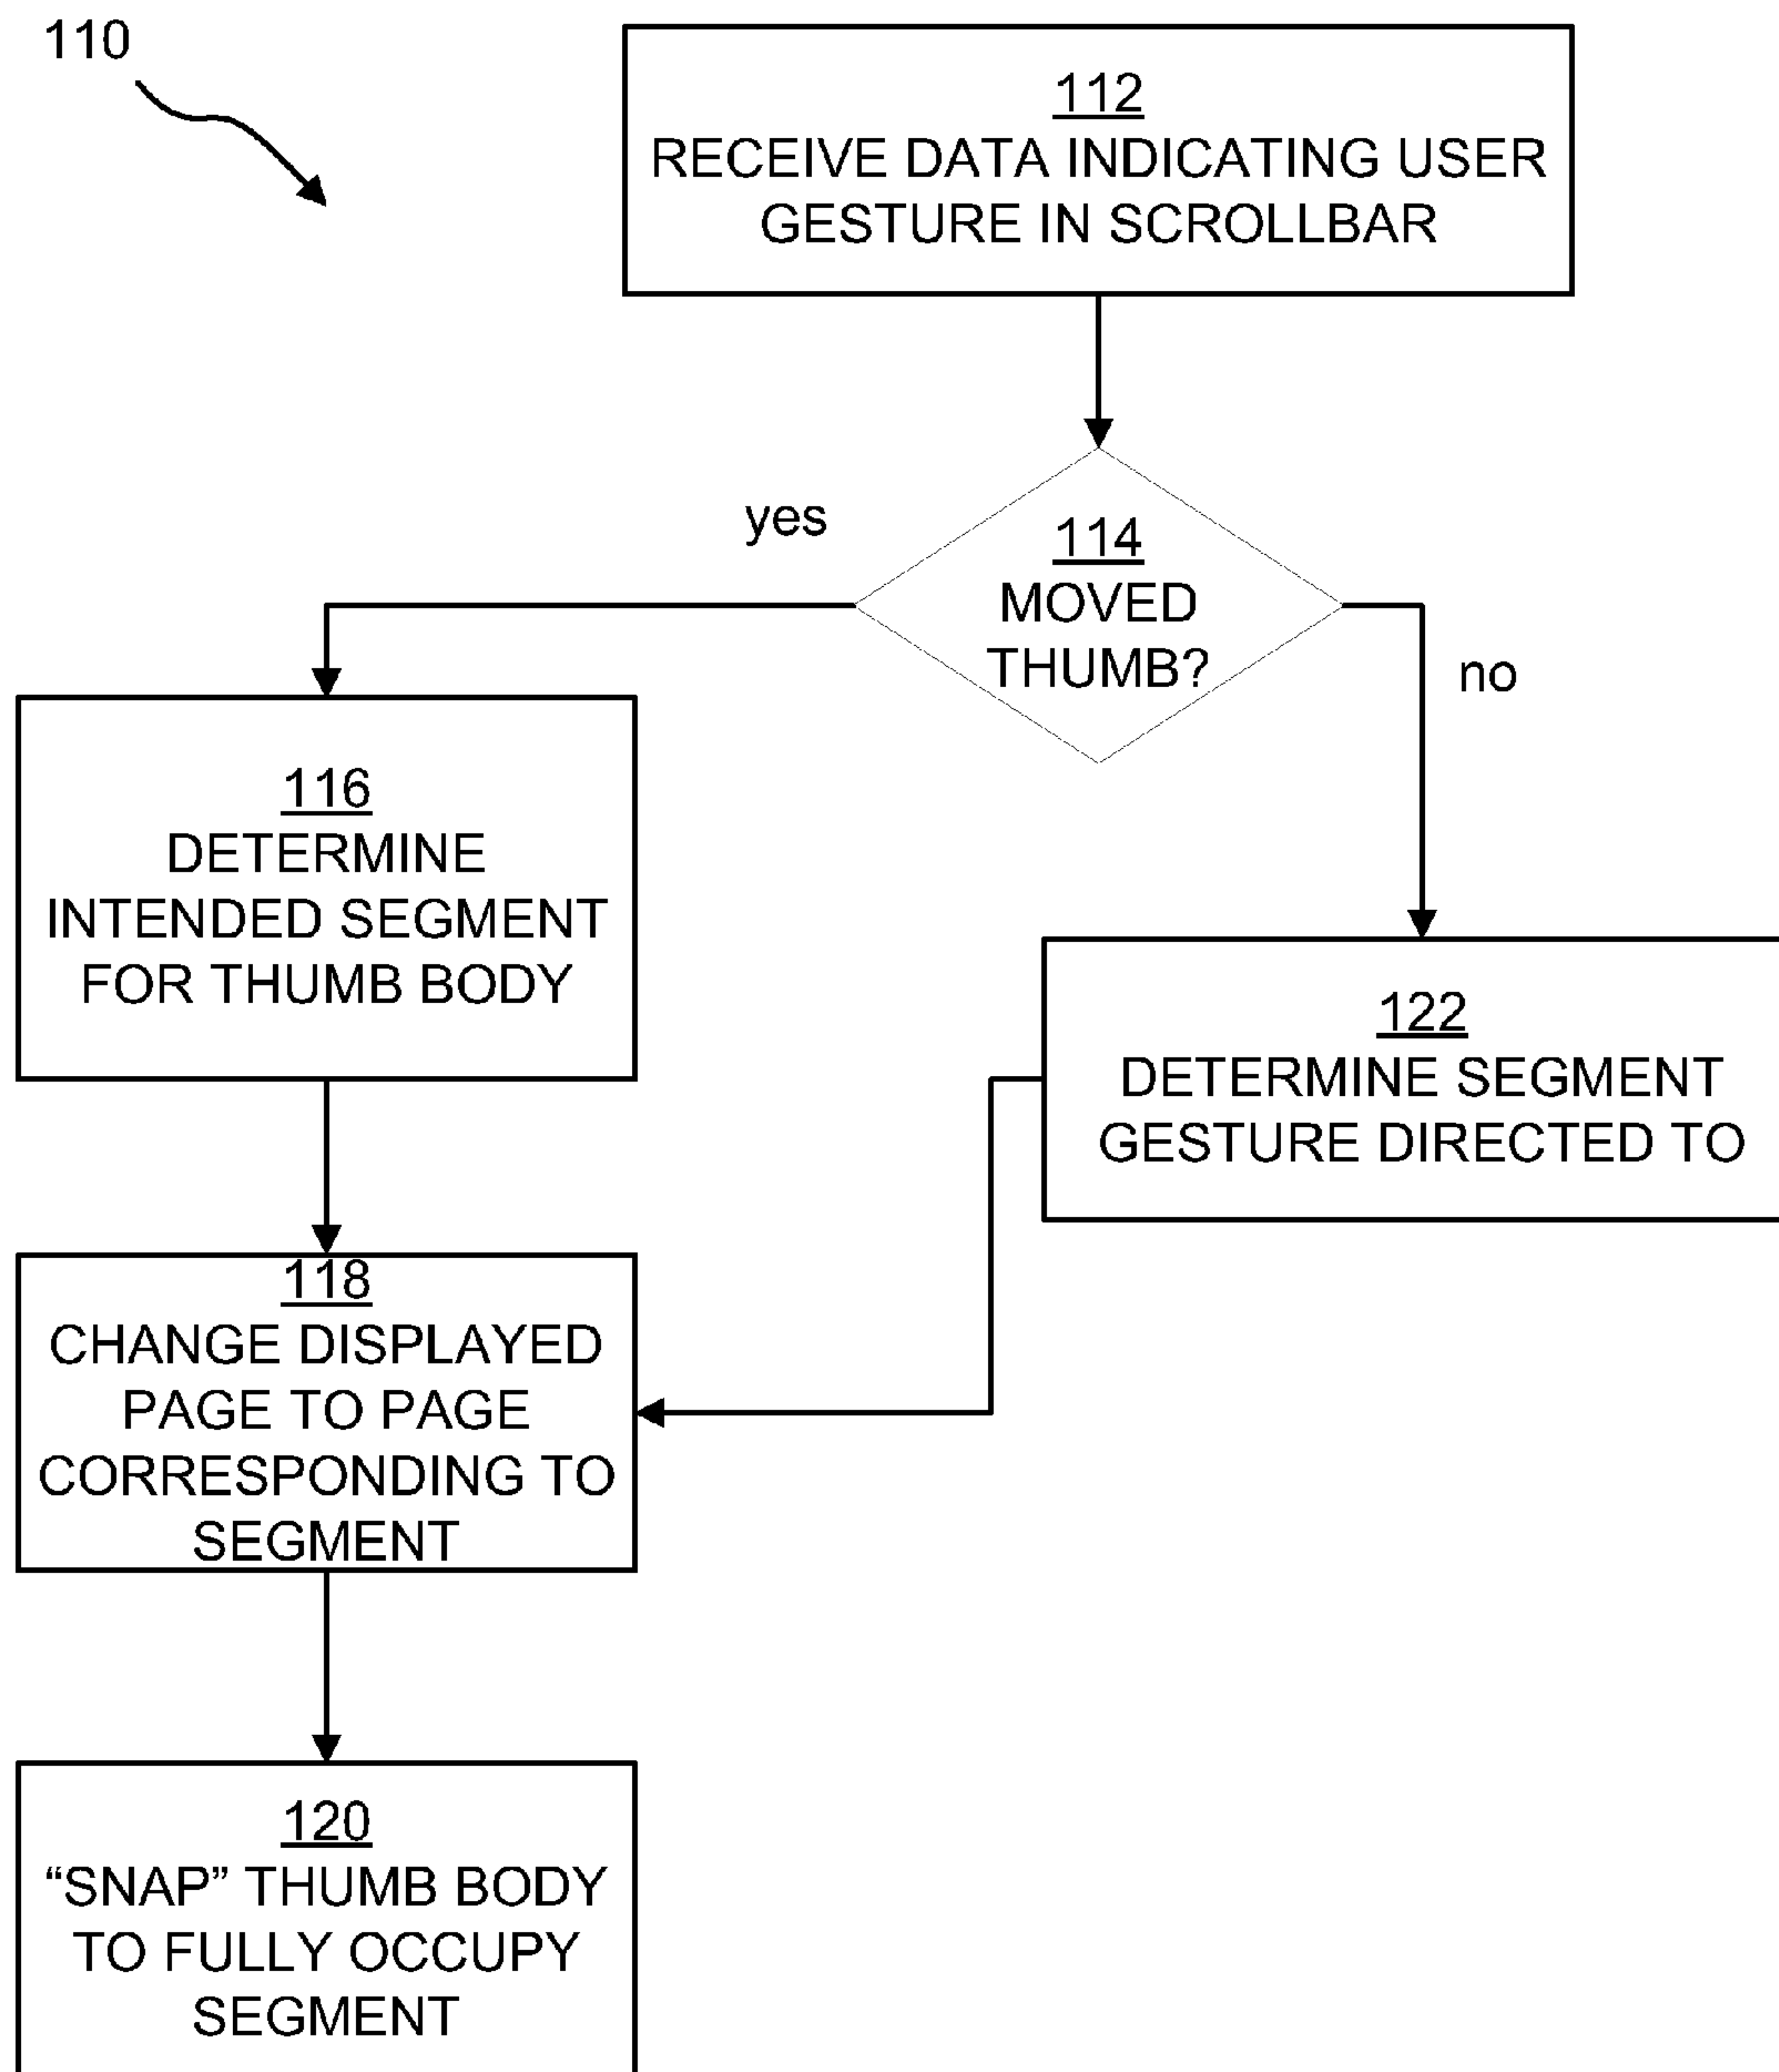 110
112
RECEIVE DATA INDICATING USER
GESTURE IN SCROLLBAR
yes
114
MOVED
THUMB?
no
116
DETERMINE
INTENDED SEGMENT
FOR THUMB BODY
122
DETERMINE SEGMENT
GESTURE DIRECTED TO
118
CHANGE DISPLAYED
PAGE TO PAGE
CORRESPONDING TO
SEGMENT
120
“SNAP” THUMB BODY
TO FULLY OCCUPY
SEGMENT